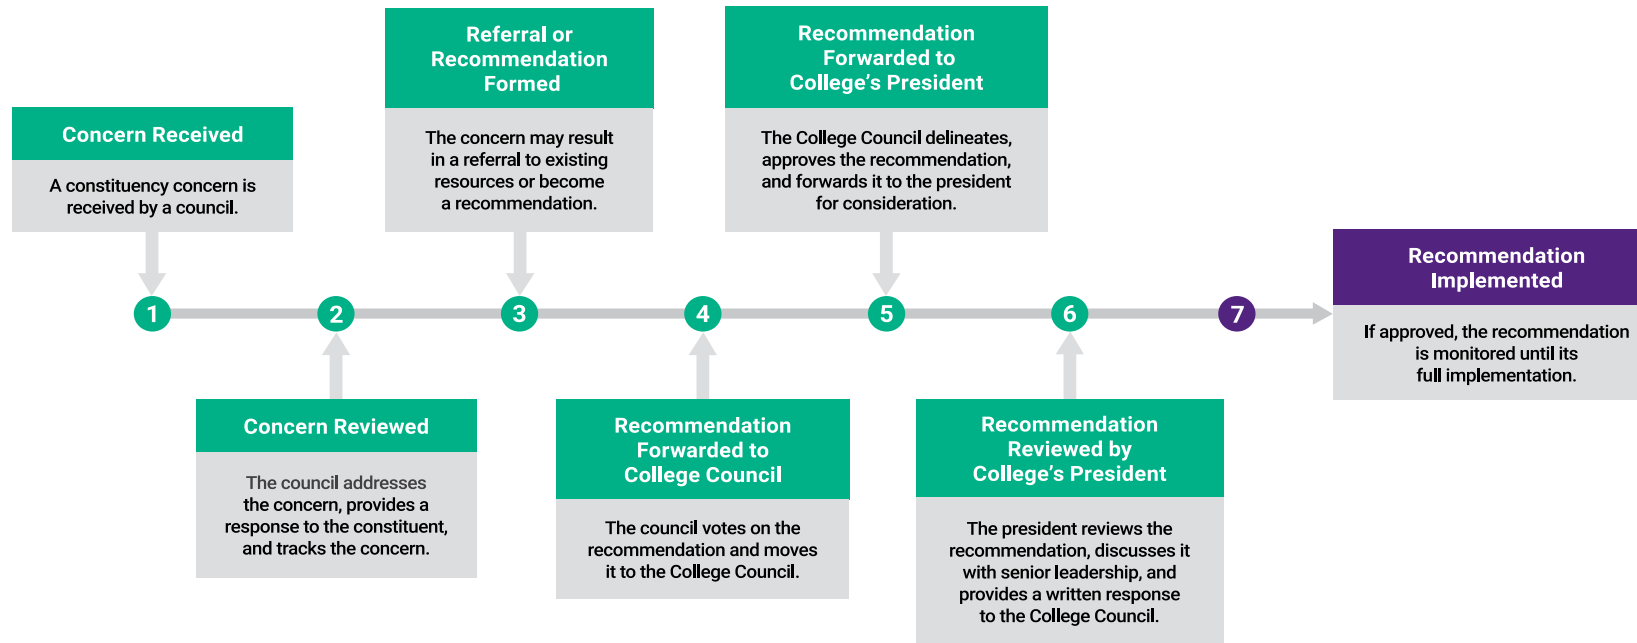 Concern Received
A constituency concern is
received by a council.
1
Concern Reviewed
The council addresses
the concern, provides a
response to the constituent,
and tracks the concern.
2
Referral or
Recommendation
Formed
The concern may result
in a referral to existing
resources or become
a recommendation.
3
Recommendation
Forwarded to
College Council
The council votes on the
recommendation and moves
it to the College Council.
4
Recommendation
Forwarded to
College’s President
The College Council delineates,
approves the recommendation,
and forwards it to the president
for consideration.
5
Recommendation
Reviewed by
College’s President
The president reviews the
recommendation, discusses it
with senior leadership, and
provides a written response
to the College Council.
6
7
Recommendation
Implemented
If approved, the recommendation
is monitored until its
full implementation.